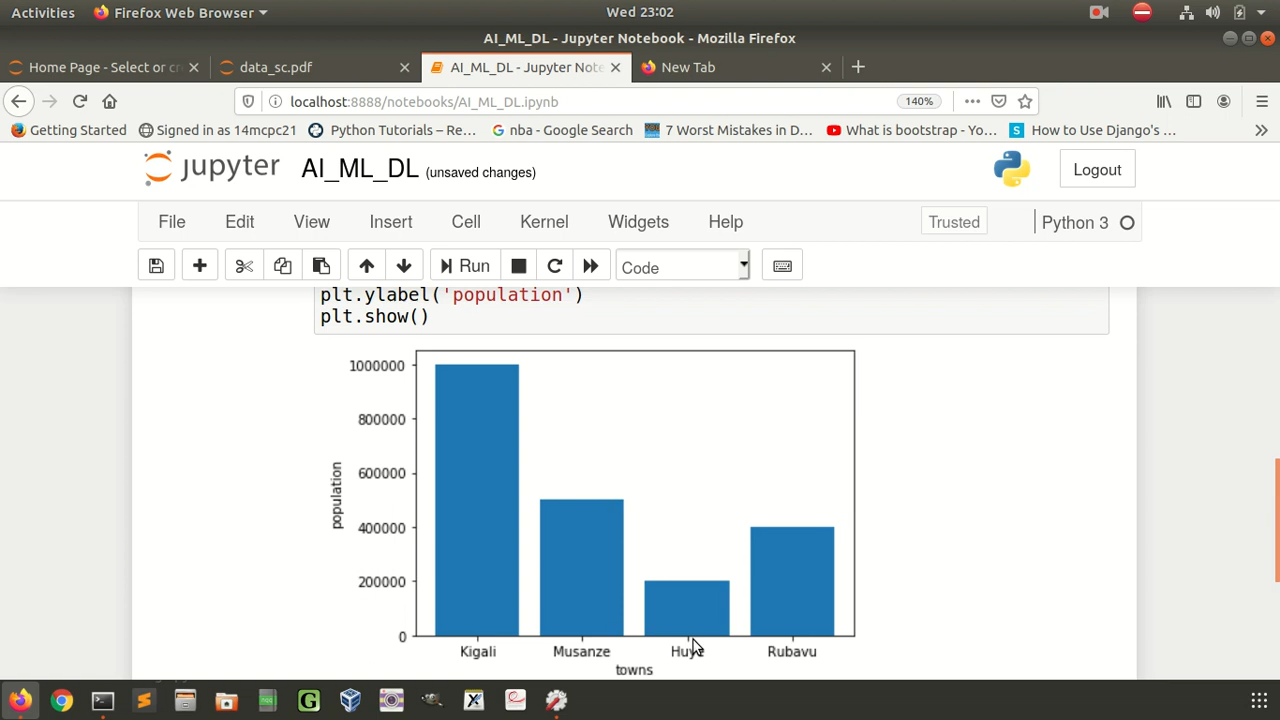 Activities Firefox Web Browser Wed 23:02
AI_ML_DL - Jupyter Notebook - Mozilla Firefox
Home Page - Select or cr data_sc.pdf AI_ML_DL - Jupyter Note New Tab
localhost:8888/notebooks/AI_ML_DL.ipynb 140%
Getting Started Signed in as 14mcpc21 Python Tutorials – Re... nba - Google Search 7 Worst Mistakes in D... What is bootstrap - Yo... How to Use Django's ...
jupyter AI_ML_DL (unsaved changes) Logout
File Edit View Insert Cell Kernel Widgets Help Trusted Python 3
Run Code
plt.ylabel('population')
plt.show()
1000000
800000
600000
400000
200000
0
population
Kigali Musanze Huye Rubavu
towns